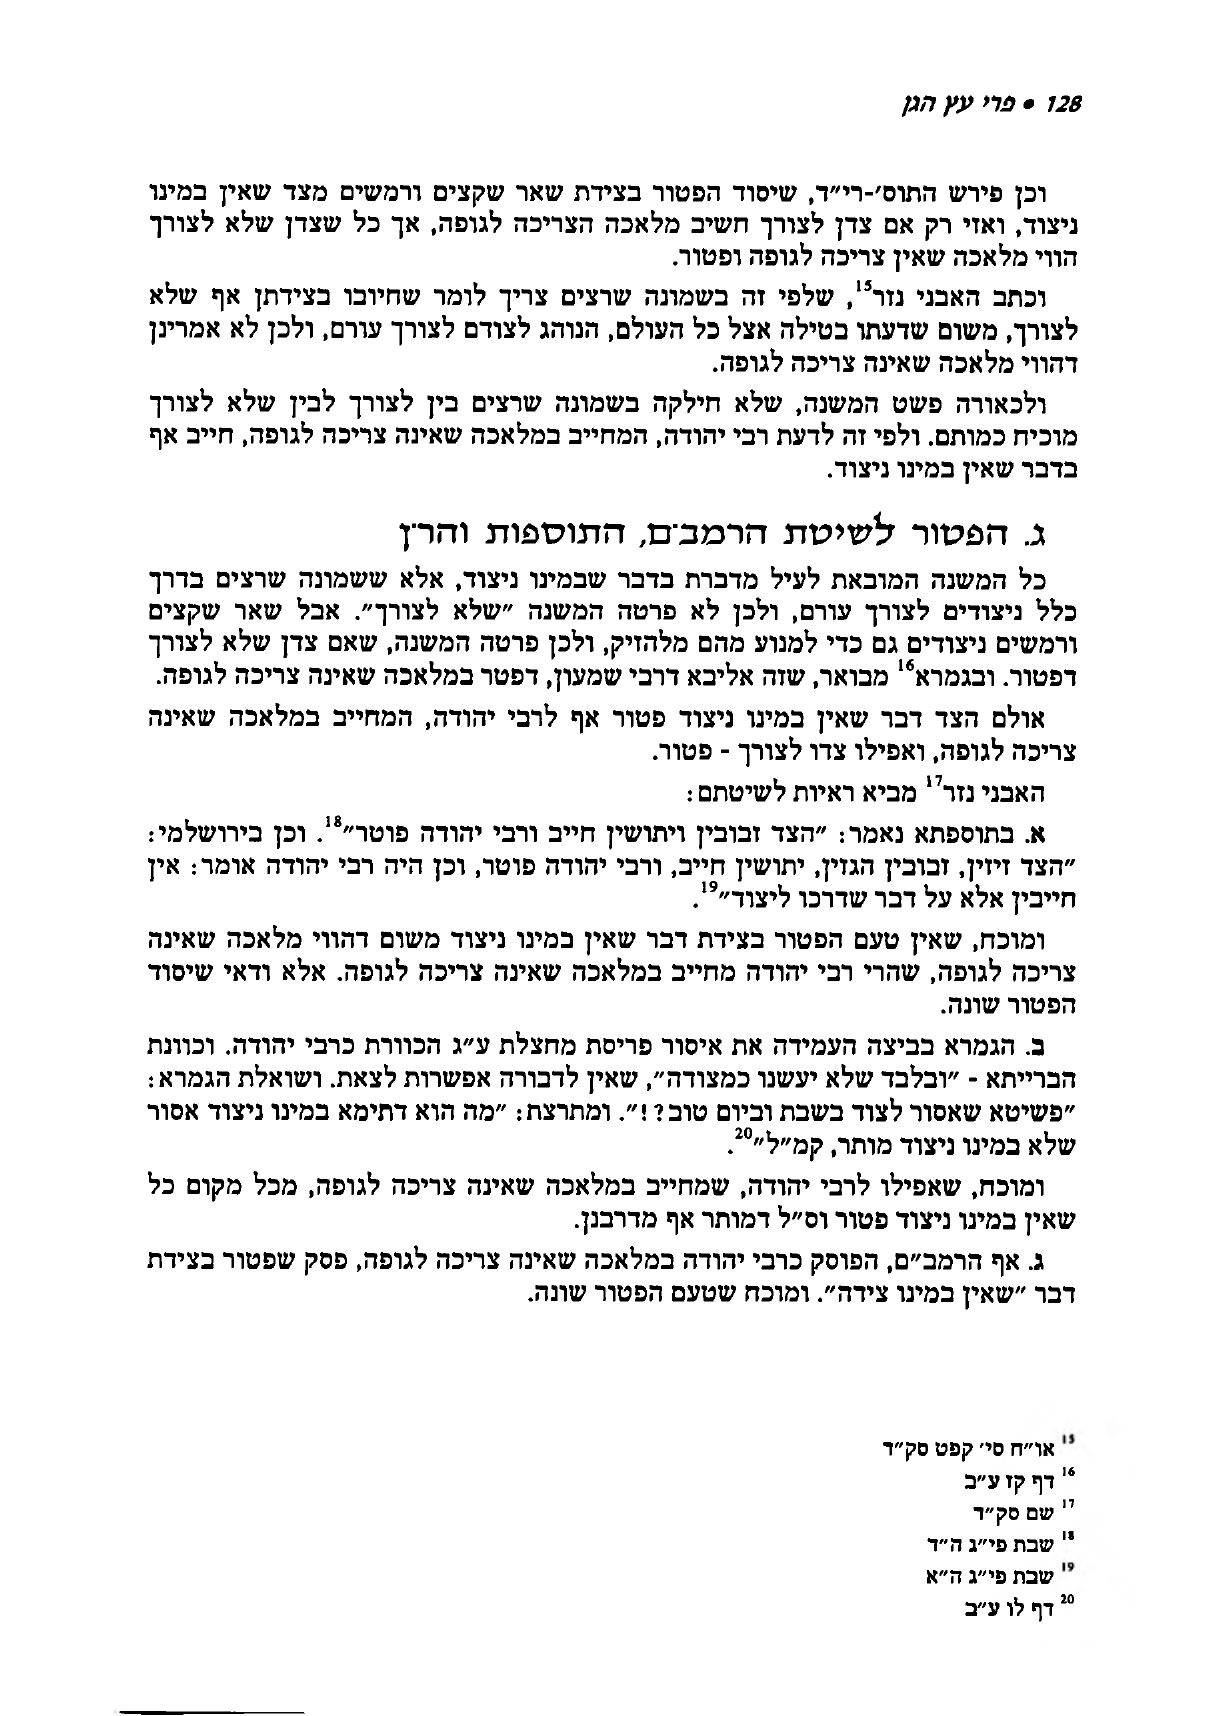 128 • פרי עץ הגן
וכן פירש התוס'-רי"ד, שיסוד הפטור בצידת שאר שקצים ורמשים מצד שאין במינו
ניצוד, ואזי רק אם צדן לצורך חשיב מלאכה הצריכה לגופה, אך כל שצדן שלא לצורך
הווי מלאכה שאין צריכה לגופה ופטור.
וכתב האבני נזר15, שלפי זה בשמונה שרצים צריך לומר שחיובו בצידתן אף שלא
לצורך, משום שדעתו בטילה אצל כל העולם, הנוהג לצודם לצורך עורם, ולכן לא אמרינן
דהווי מלאכה שאינה צריכה לגופה.
ולכאורה פשט המשנה, שלא חילקה בשמונה שרצים בין לצורך לבין שלא לצורך
מוכיח כמותם. ולפי זה לדעת רבי יהודה, המחייב במלאכה שאינה צריכה לגופה, חייב אף
בדבר שאין במינו ניצוד.
ג. הפטור לשיטת הרמב"ם, התוספות והר"ן
כל המשנה המובאת לעיל מדברת בדבר שבמינו ניצוד, אלא ששמונה שרצים בדרך
כלל ניצודים לצורך עורם, ולכן לא פרטה המשנה "שלא לצורך". אבל שאר שקצים
ורמשים ניצודים גם כדי למנוע מהם מלהזיק, ולכן פרטה המשנה, שאם צדן שלא לצורך
דפטור. ובגמרא16 מבואר, שזה אליבא דרבי שמעון, דפטר במלאכה שאינה צריכה לגופה.
אולם הצד דבר שאין במינו ניצוד פטור אף לרבי יהודה, המחייב במלאכה שאינה
צריכה לגופה, ואפילו צדו לצורך - פטור.
האבני נזר17 מביא ראיות לשיטתם:
א. בתוספתא נאמר: "הצד זבובין ויתושין חייב ורבי יהודה פוטר"18. וכן בירושלמי:
"הצד זיזין, זבובין הגזין, יתושין חייב, ורבי יהודה פוטר, וכן היה רבי יהודה אומר: אין
חייבין אלא על דבר שדרכו ליצוד"19.
ומוכח, שאין טעם הפטור בצידת דבר שאין במינו ניצוד משום דהווי מלאכה שאינה
צריכה לגופה, שהרי רבי יהודה מחייב במלאכה שאינה צריכה לגופה. אלא ודאי שיסוד
הפטור שונה.
ב. הגמרא בביצה העמידה את איסור פריסת מחצלת ע"ג הכוורת כרבי יהודה. וכוונת
הברייתא - "ובלבד שלא יעשנו כמצודה", שאין לדבורה אפשרות לצאת. ושואלת הגמרא:
"פשיטא שאסור לצוד בשבת וביום טוב?!". ומתרצת: "מה הוא דתימא במינו ניצוד אסור
שלא במינו ניצוד מותר, קמ"ל"20.
ומוכח, שאפילו לרבי יהודה, שמחייב במלאכה שאינה צריכה לגופה, מכל מקום כל
שאין במינו ניצוד פטור וס"ל דמותר אף מדרבנן.
ג. אף הרמב"ם, הפוסק כרבי יהודה במלאכה שאינה צריכה לגופה, פסק שפטור בצידת
דבר "שאין במינו צידה". ומוכח שטעם הפטור שונה.
15 או"ח סי' קפט סק"ד
16 דף קז ע"ב
17 שם סק"ד
18 שבת פי"ג ה"ד
19 שבת פי"ג ה"א
20 דף לו ע"ב